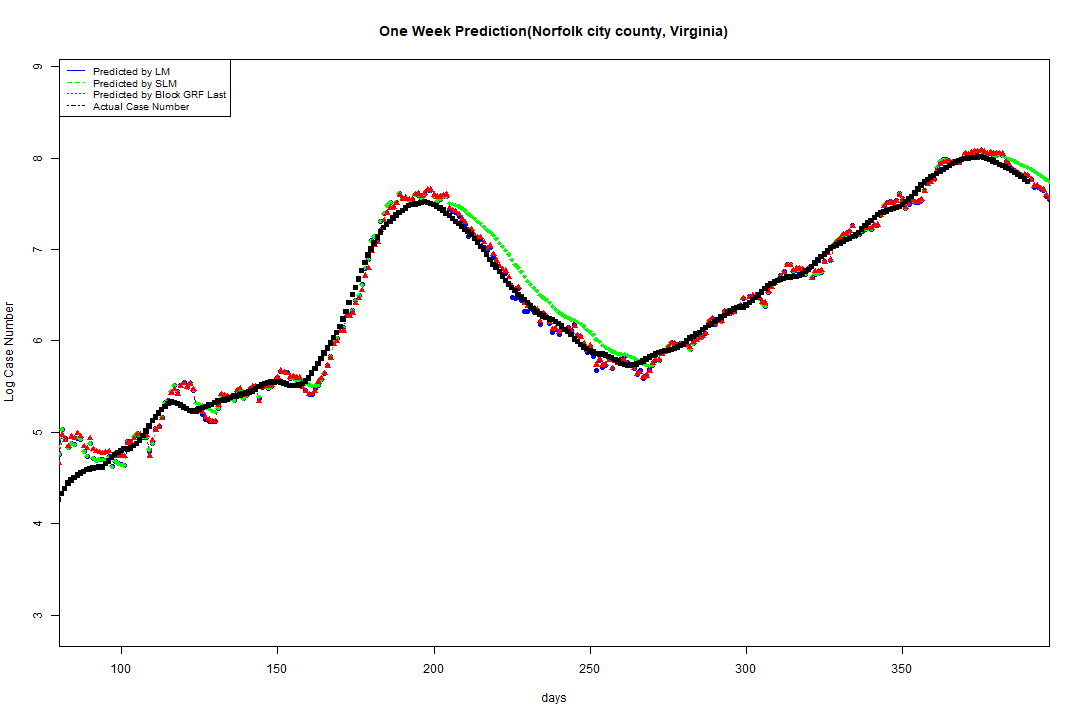 One Week Prediction(Norfolk city county, Virginia)
Predicted by LM
Predicted by SLM
Predicted by Block GRF Last
Actual Case Number
Log Case Number
9
8
7
6
5
4
3
100 150 200 250 300 350
days